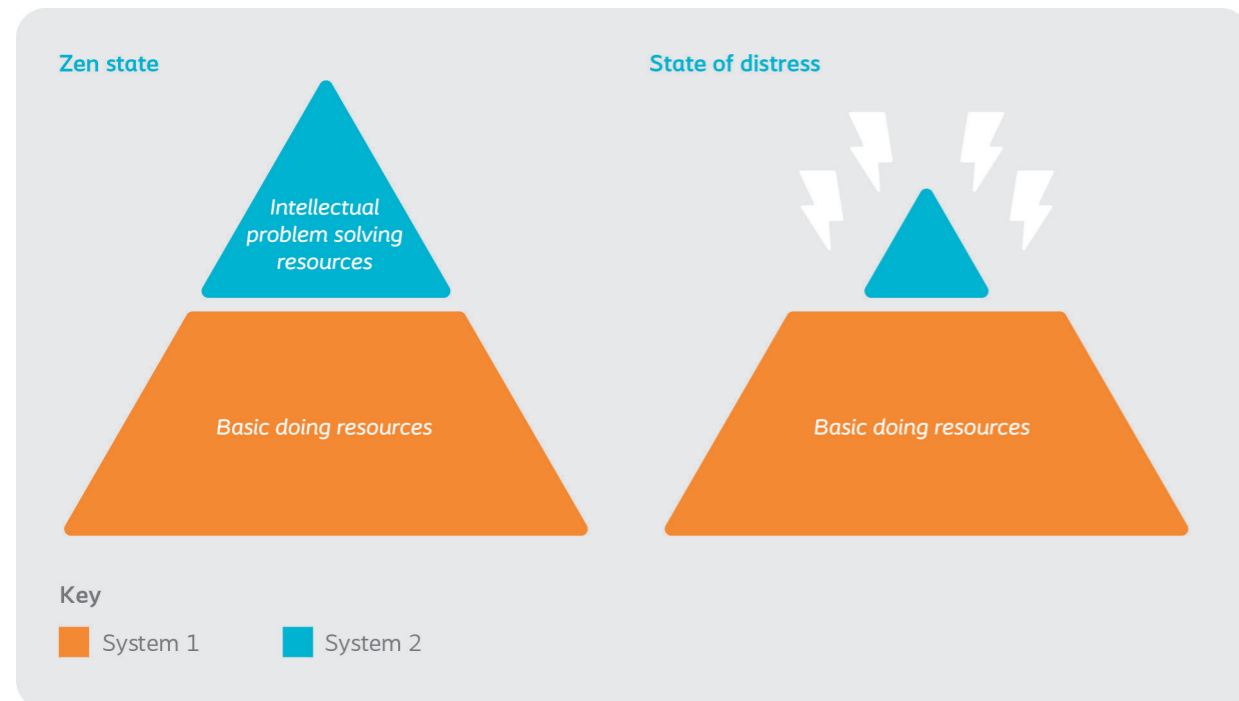 Zen state
Intellectual
problem solving
resources
Basic doing resources
State of distress
Basic doing resources
Key
System 1
System 2